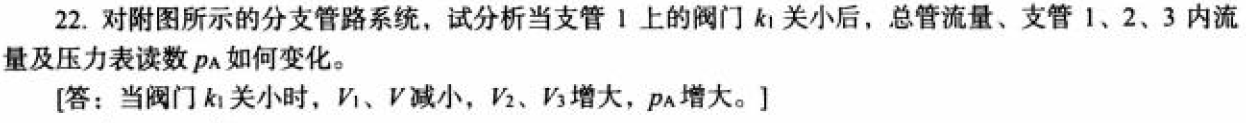 22. 对附图所示的分支管路系统，试分析当支管 1 上的阀门 k₁ 关小后，总管流量、支管 1、2、3 内流
量及压力表读数 pA 如何变化。
[答：当阀门 k₁ 关小时，V₁、V 减小，V₂、V₃ 增大，pA 增大。]